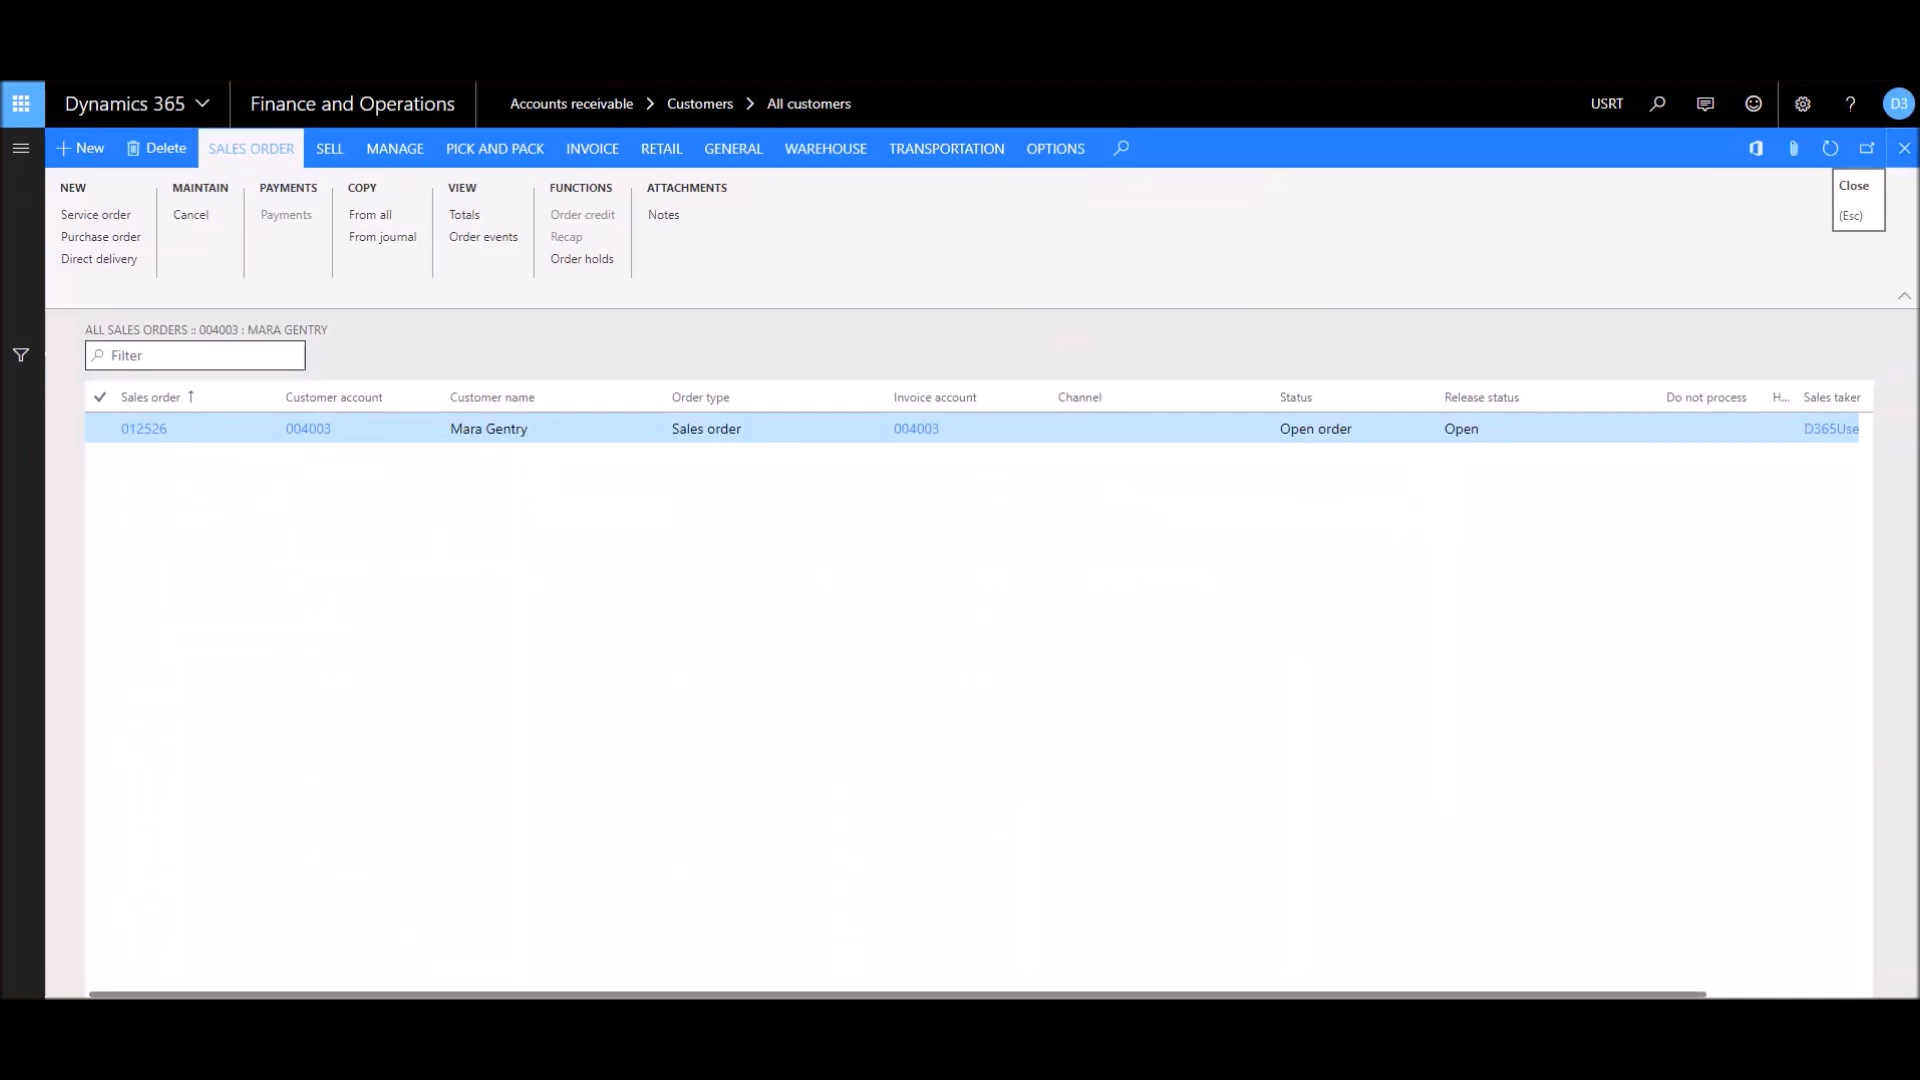 Dynamics 365 Finance and Operations Accounts receivable Customers All customers USRT ? D3
New Delete SALES ORDER SELL MANAGE PICK AND PACK INVOICE RETAIL GENERAL WAREHOUSE TRANSPORTATION OPTIONS
NEW MAINTAIN PAYMENTS COPY VIEW FUNCTIONS ATTACHMENTS Close
Service order Cancel Payments From all Totals Order credit Notes (Esc)
Purchase order From journal Order events Recap
Direct delivery Order holds
ALL SALES ORDERS :: 004003 : MARA GENTRY
Filter
Sales order Customer account Customer name Order type Invoice account Channel Status Release status Do not process H... Sales taker
012526 004003 Mara Gentry Sales order 004003 Open order Open D365Use